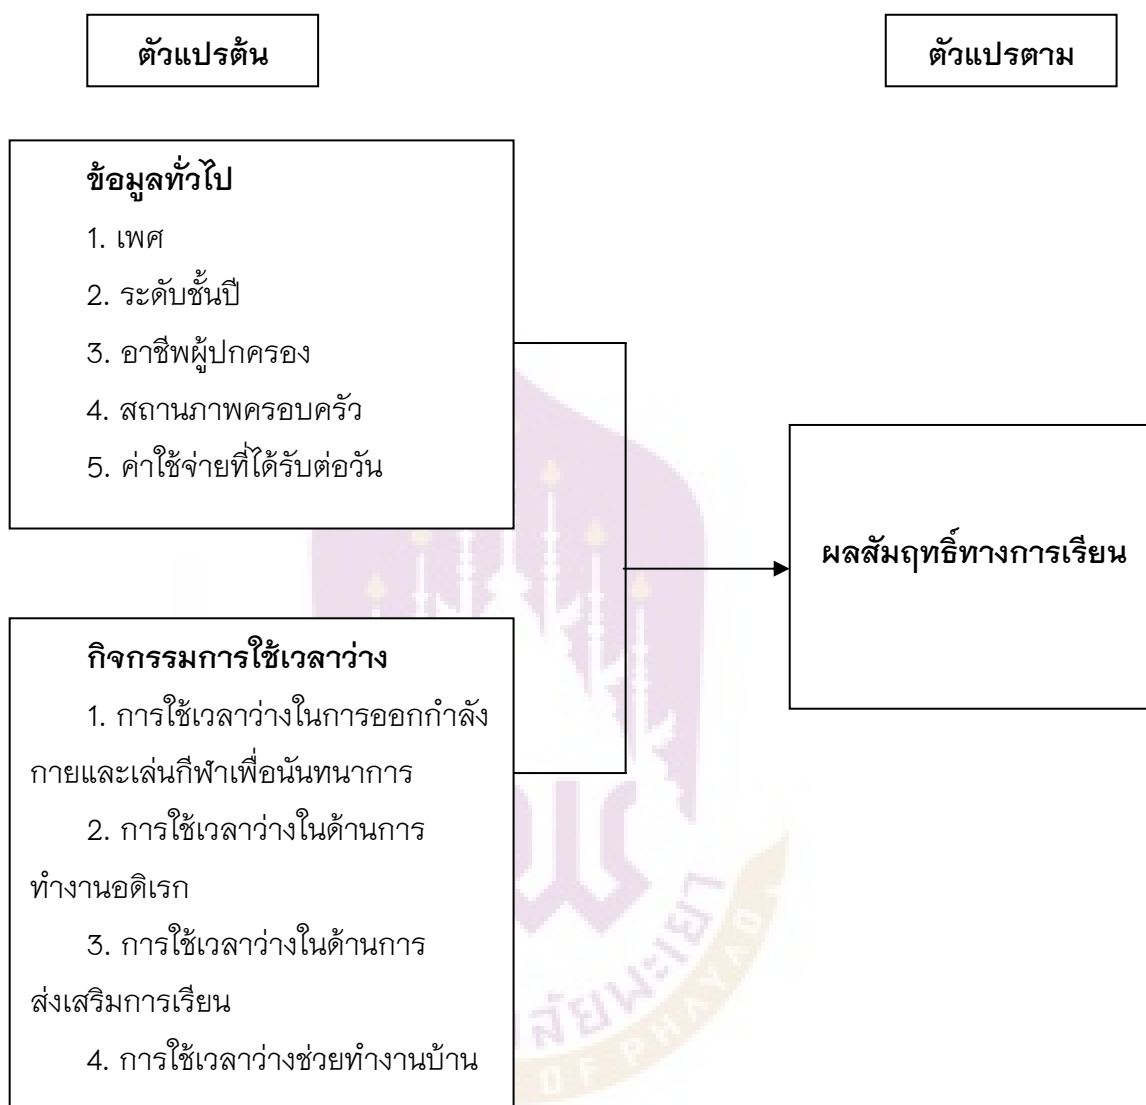 ตัวแปรต้น
ตัวแปรตาม
ข้อมูลทั่วไป
1. เพศ
2. ระดับชั้นปี
3. อาชีพผู้ปกครอง
4. สถานภาพครอบครัว
5. ค่าใช้จ่ายที่ได้รับต่อวัน
กิจกรรมการใช้เวลาว่าง
1. การใช้เวลาว่างในการออกกำลัง
กายและเล่นกีฬาเพื่อนันทนาการ
2. การใช้เวลาว่างในด้านการ
ทำงานอดิเรก
3. การใช้เวลาว่างในด้านการ
ส่งเสริมการเรียน
4. การใช้เวลาว่างช่วยทำงานบ้าน
ผลสัมฤทธิ์ทางการเรียน
ลัยพะเยา
OF PHAYAO